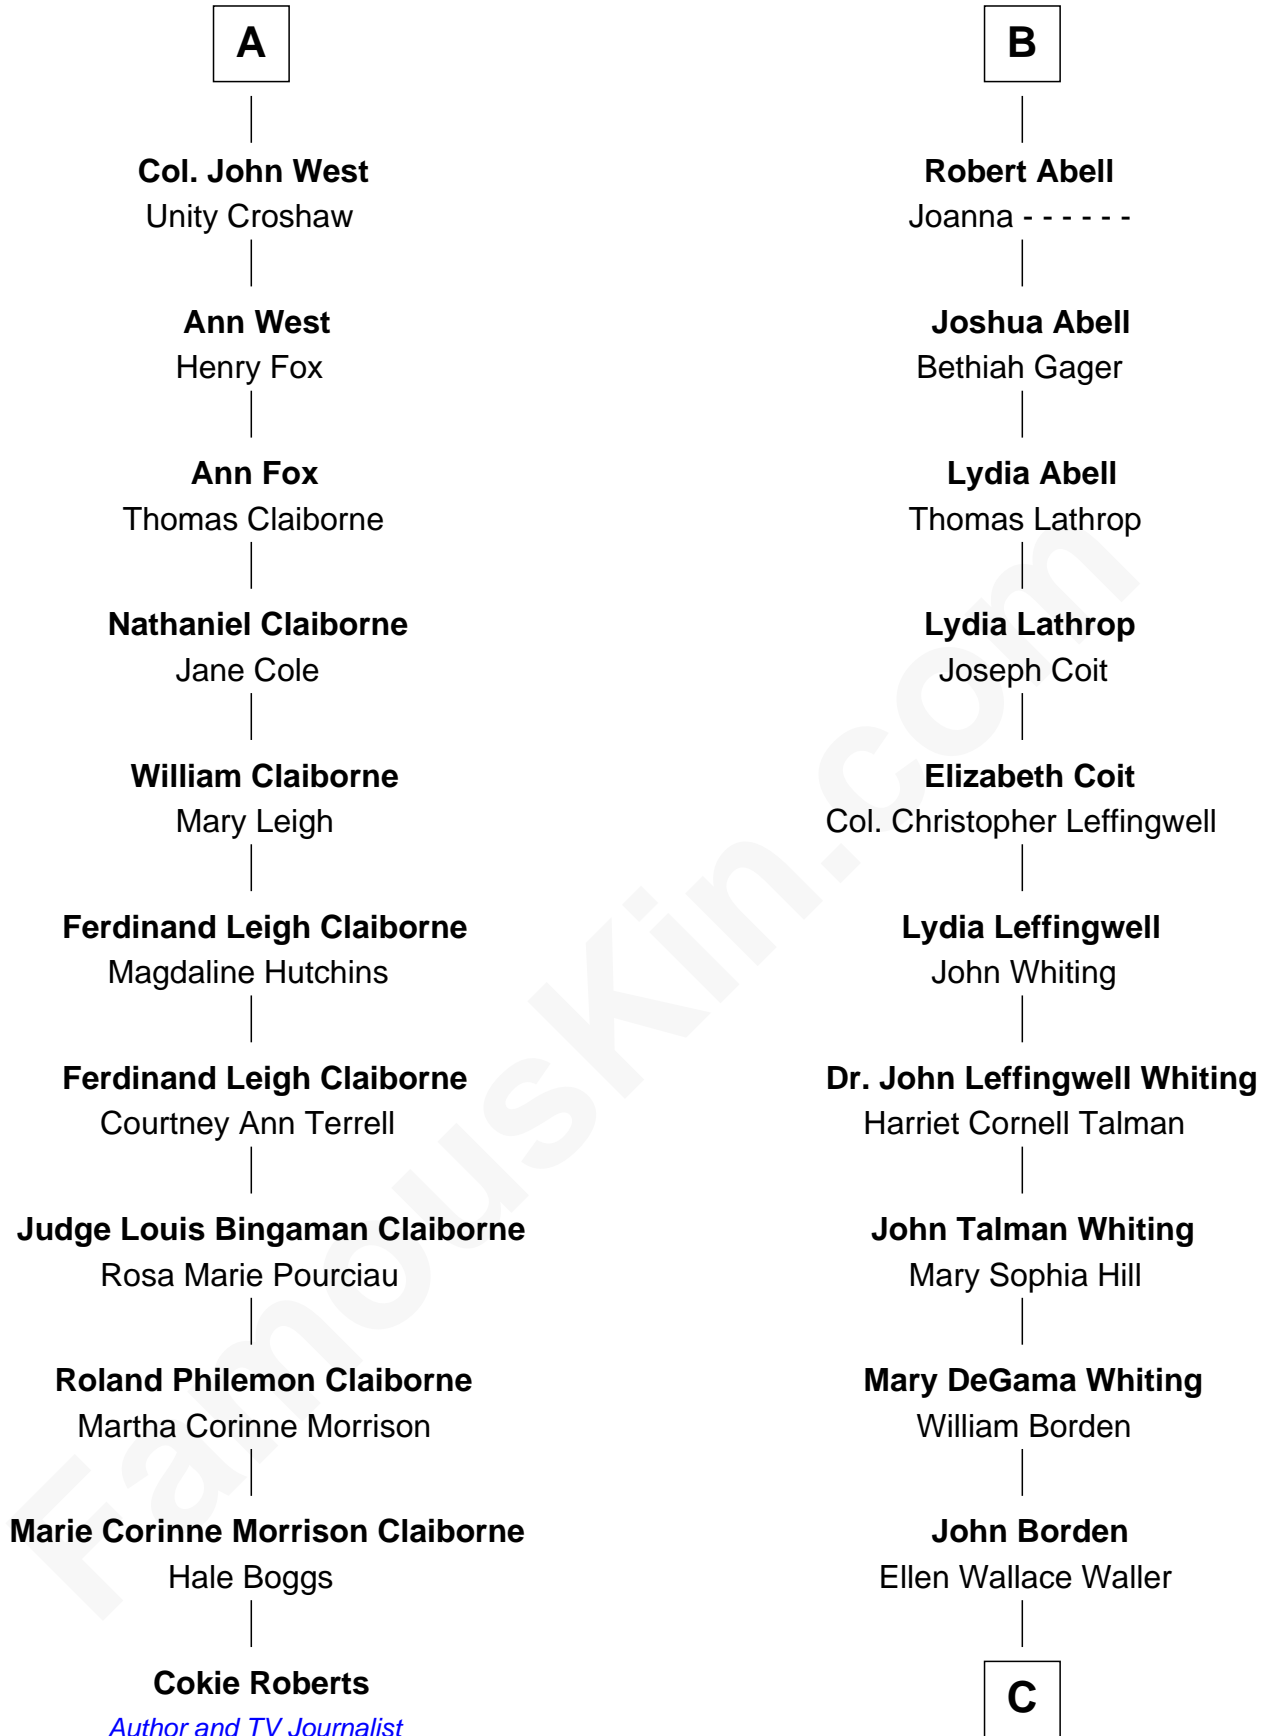 A
Col. John West
Unity Croshaw
Ann West
Henry Fox
Ann Fox
Thomas Claiborne
Nathaniel Claiborne
Jane Cole
William Claiborne
Mary Leigh
Ferdinand Leigh Claiborne
Magdaline Hutchins
Ferdinand Leigh Claiborne
Courtney Ann Terrell
Judge Louis Bingaman Claiborne
Rosa Marie Pourciau
Roland Philemon Claiborne
Martha Corinne Morrison
Marie Corinne Morrison Claiborne
Hale Boggs
Cokie Roberts
Author and TV Journalist
B
Robert Abell
Joanna - - - - - -
Joshua Abell
Bethiah Gager
Lydia Abell
Thomas Lathrop
Lydia Lathrop
Joseph Coit
Elizabeth Coit
Col. Christopher Leffingwell
Lydia Leffingwell
John Whiting
Dr. John Leffingwell Whiting
Harriet Cornell Talman
John Talman Whiting
Mary Sophia Hill
Mary DeGama Whiting
William Borden
John Borden
Ellen Wallace Waller
C
FamousKin.com